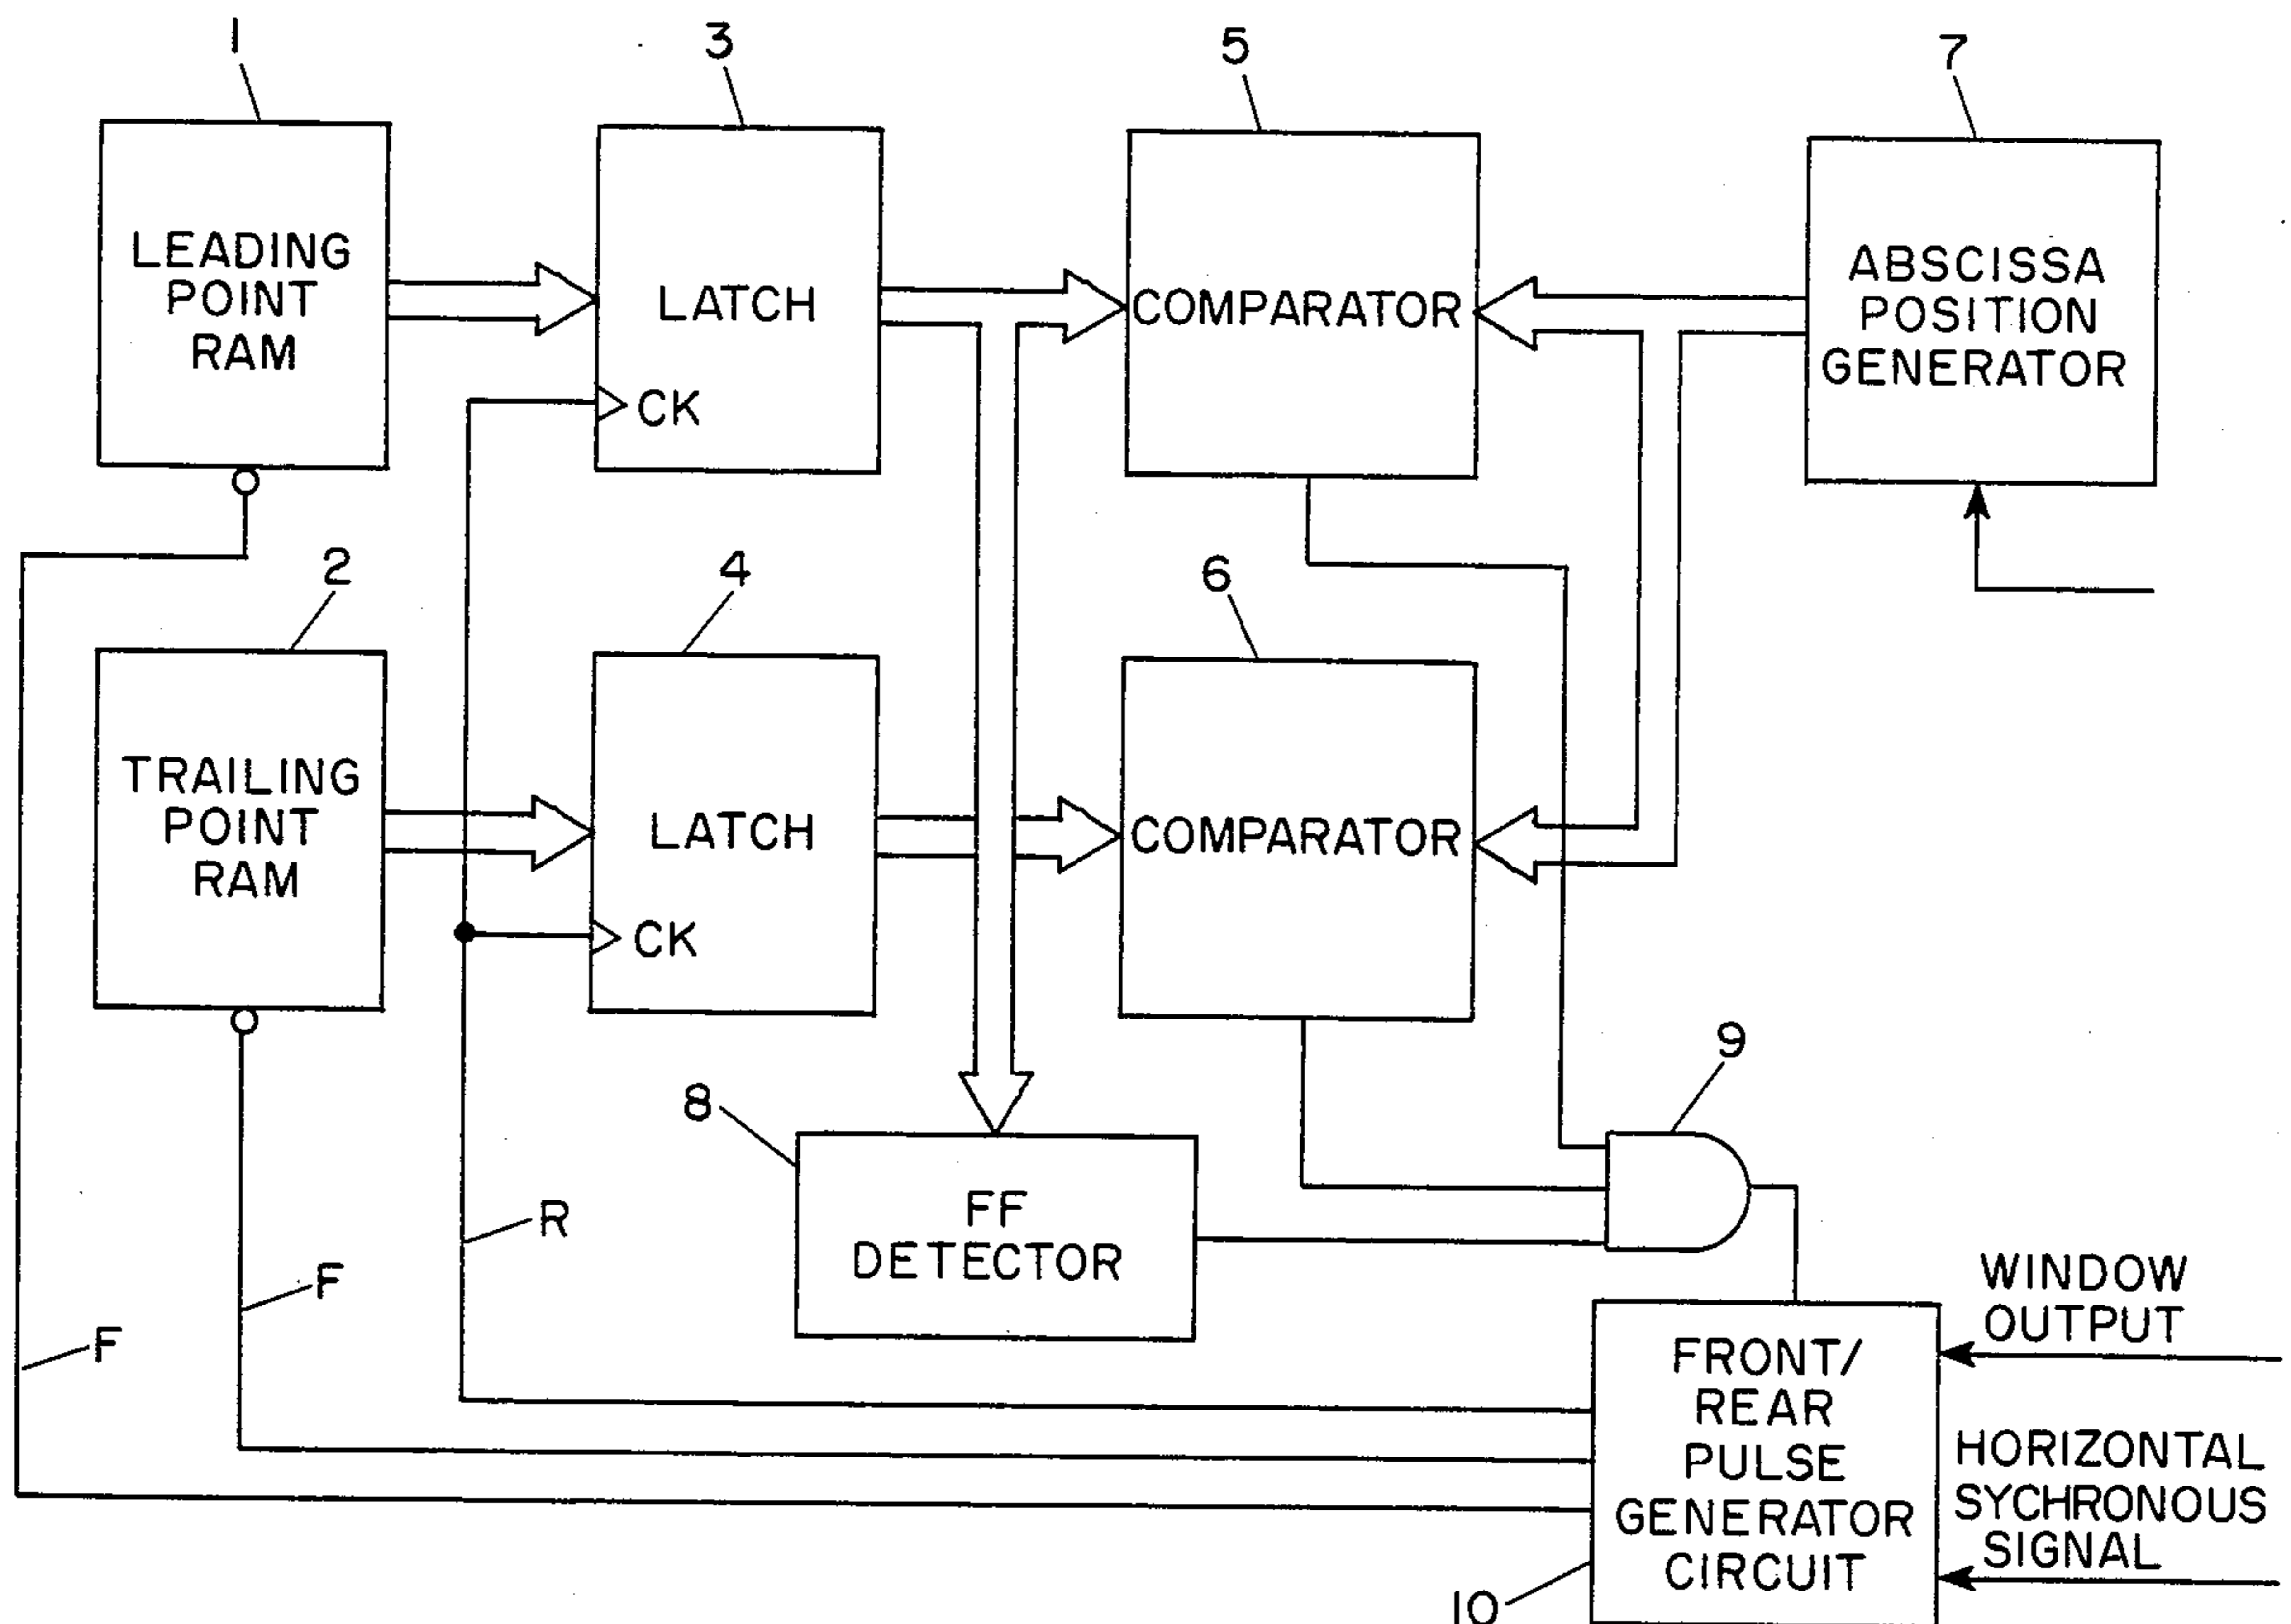 1
3
5
7
LEADING
POINT
RAM
LATCH
CK
COMPARATOR
ABSCISSA
POSITION
GENERATOR
2
4
6
TRAILING
POINT
RAM
LATCH
CK
COMPARATOR
8
9
FF
DETECTOR
R
F
F
FRONT/
REAR
PULSE
GENERATOR
CIRCUIT
10
WINDOW
OUTPUT
HORIZONTAL
SYCHRONOUS
SIGNAL